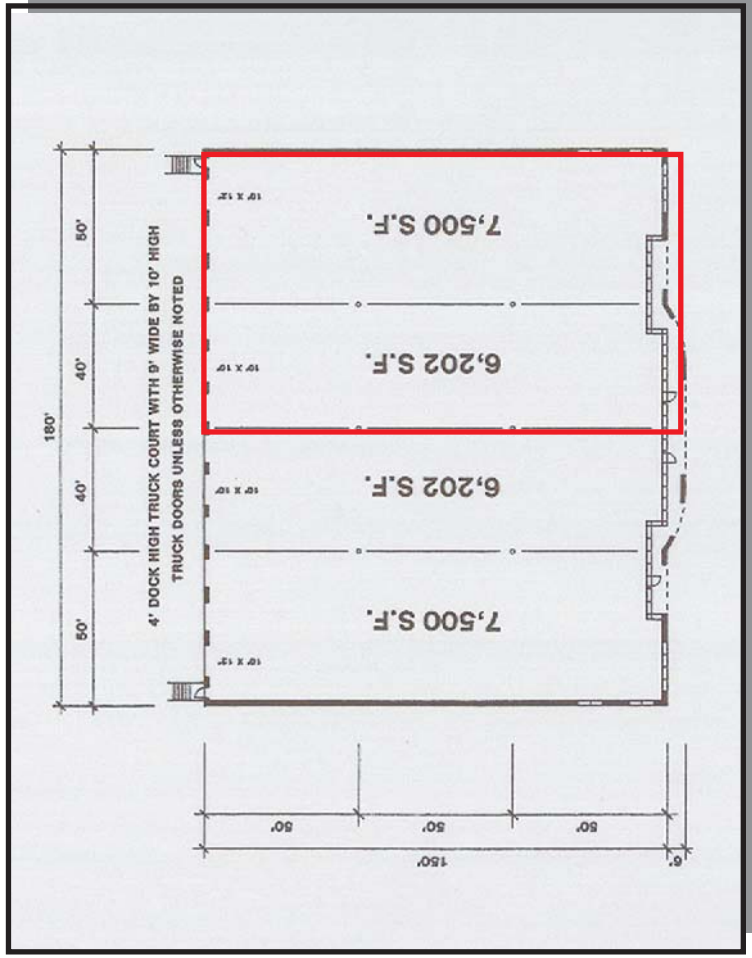 50'
40'
180'
40'
50'
4' DOCK HIGH TRUCK COURT WITH 9' WIDE BY 10' HIGH
TRUCK DOORS UNLESS OTHERWISE NOTED
10' X 12'
7,500 S.F.
10' X 10'
6,202 S.F.
10' X 10'
6,202 S.F.
10' X 12'
7,500 S.F.
50'
50'
50'
150'
6'